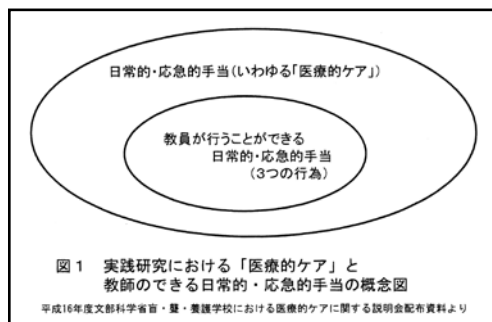 日常的・応急的手当(いわゆる「医療的ケア」)
教員が行うことができる
日常的・応急的手当
(3つの行為)
図1 実践研究における「医療的ケア」と
教師のできる日常的・応急的手当の概念図
平成16年度文部科学省盲・聾・養護学校における医療的ケアに関する説明会配布資料より